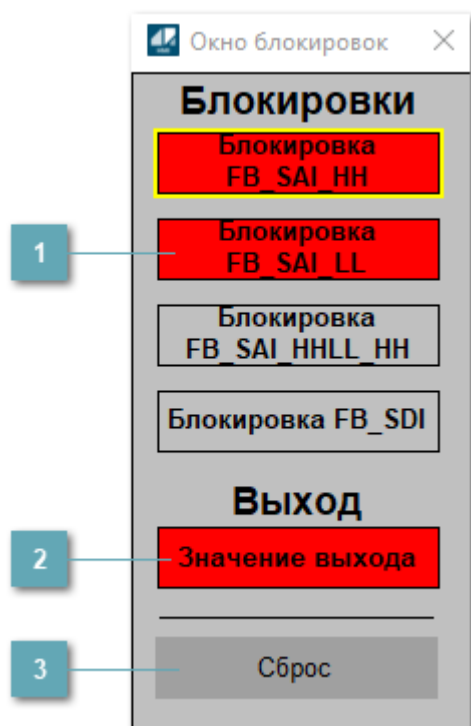 Окно блокировок
Блокировки
Блокировка
FB_SAI_HH
Блокировка
FB_SAI_LL
1
Блокировка
FB_SAI_HHLL_HH
Блокировка FB_SDI
Выход
Значение выхода
2
Сброс
3